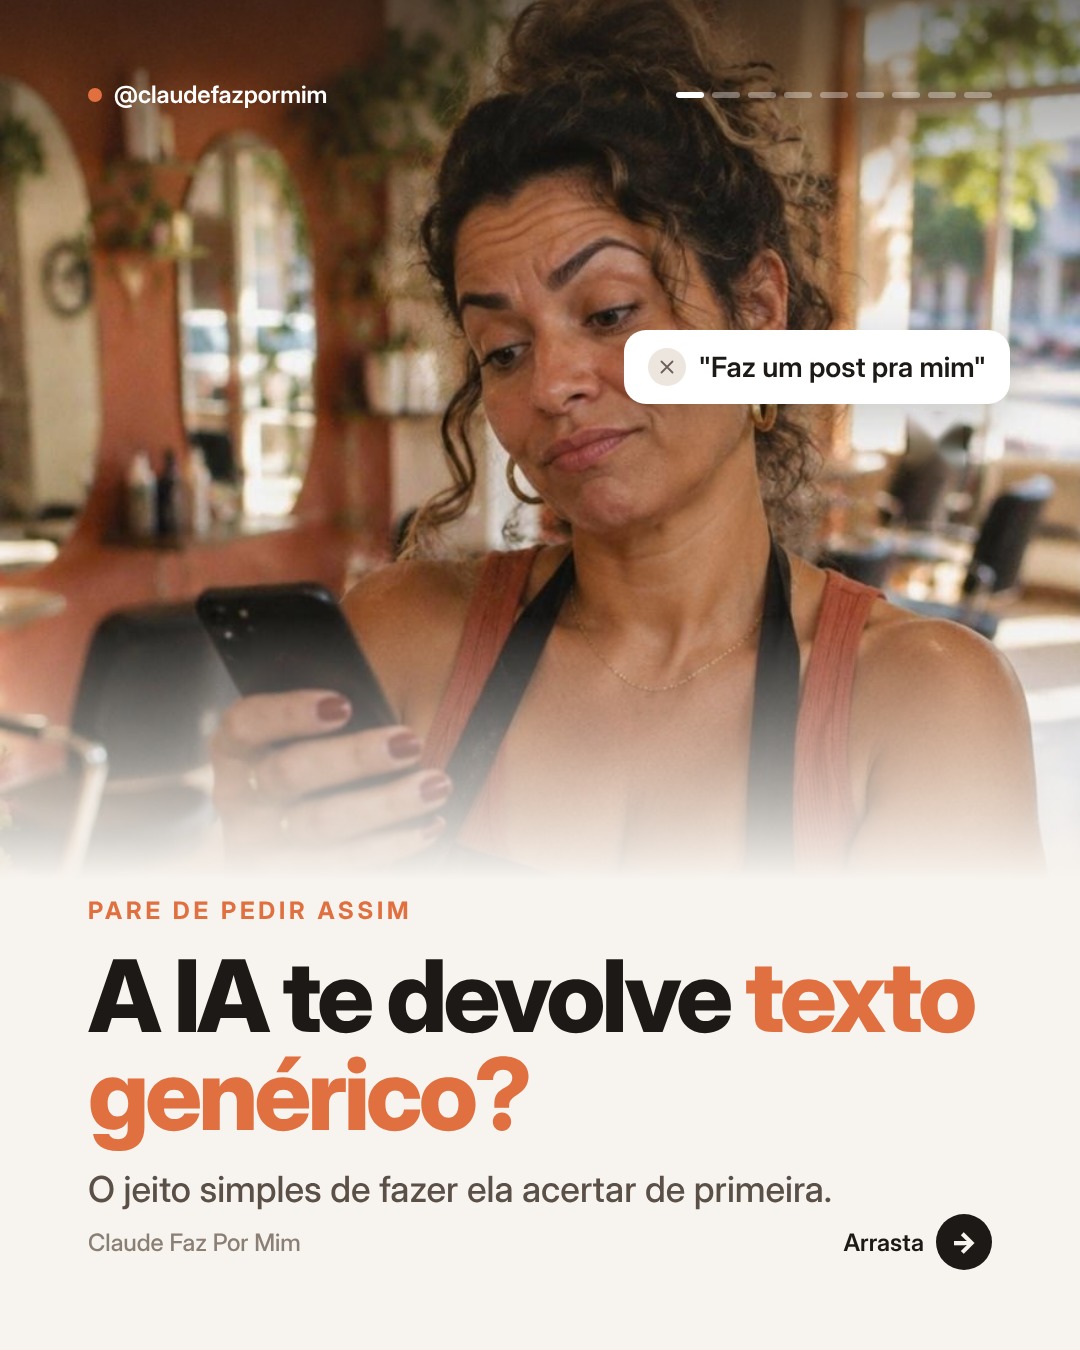 @claudefazpormim
"Faz um post pra mim"
PARE DE PEDIR ASSIM
A IA te devolve texto
genérico?
O jeito simples de fazer ela acertar de primeira.
Claude Faz Por Mim
Arrasta